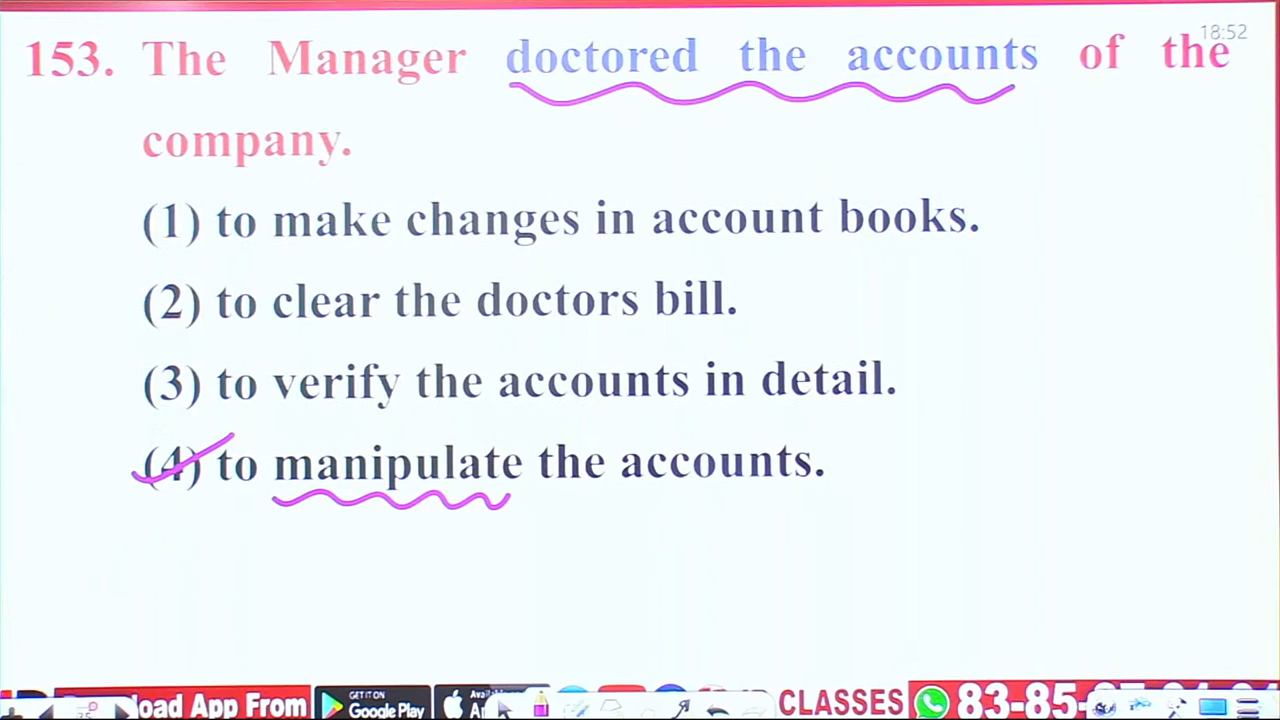 18:52
153. The Manager doctored the accounts of the
company.
(1) to make changes in account books.
(2) to clear the doctors bill.
(3) to verify the accounts in detail.
(4) to manipulate the accounts.
load App From
GET IT ON
Google Play
CLASSES
83-85-